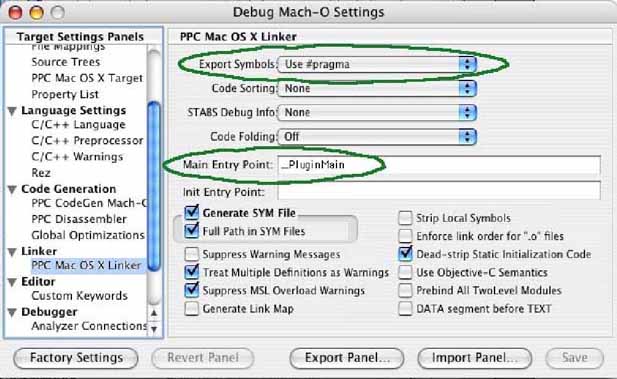 Debug Mach-O Settings
Target Settings Panels
File Mappings
Source Trees
PPC Mac OS X Target
Property List
Language Settings
C/C++ Language
C/C++ Preprocessor
C/C++ Warnings
Rez
Code Generation
PPC CodeGen Mach-O
PPC Disassembler
Global Optimizations
Linker
PPC Mac OS X Linker
Editor
Custom Keywords
Debugger
Analyzer Connections
PPC Mac OS X Linker
Export Symbols: Use #pragma
Code Sorting: None
STABS Debug Info: None
Code Folding: Off
Main Entry Point: _PluginMain
Init Entry Point:
Generate SYM File
Full Path in SYM Files
Suppress Warning Messages
Treat Multiple Definitions as Warnings
Suppress MSL Overload Warnings
Generate Link Map
Strip Local Symbols
Enforce link order for ".o" files
Dead-strip Static Initialization Code
Use Objective-C Semantics
Prebind All TwoLevel Modules
DATA segment before TEXT
Factory Settings
Revert Panel
Export Panel...
Import Panel...
Save